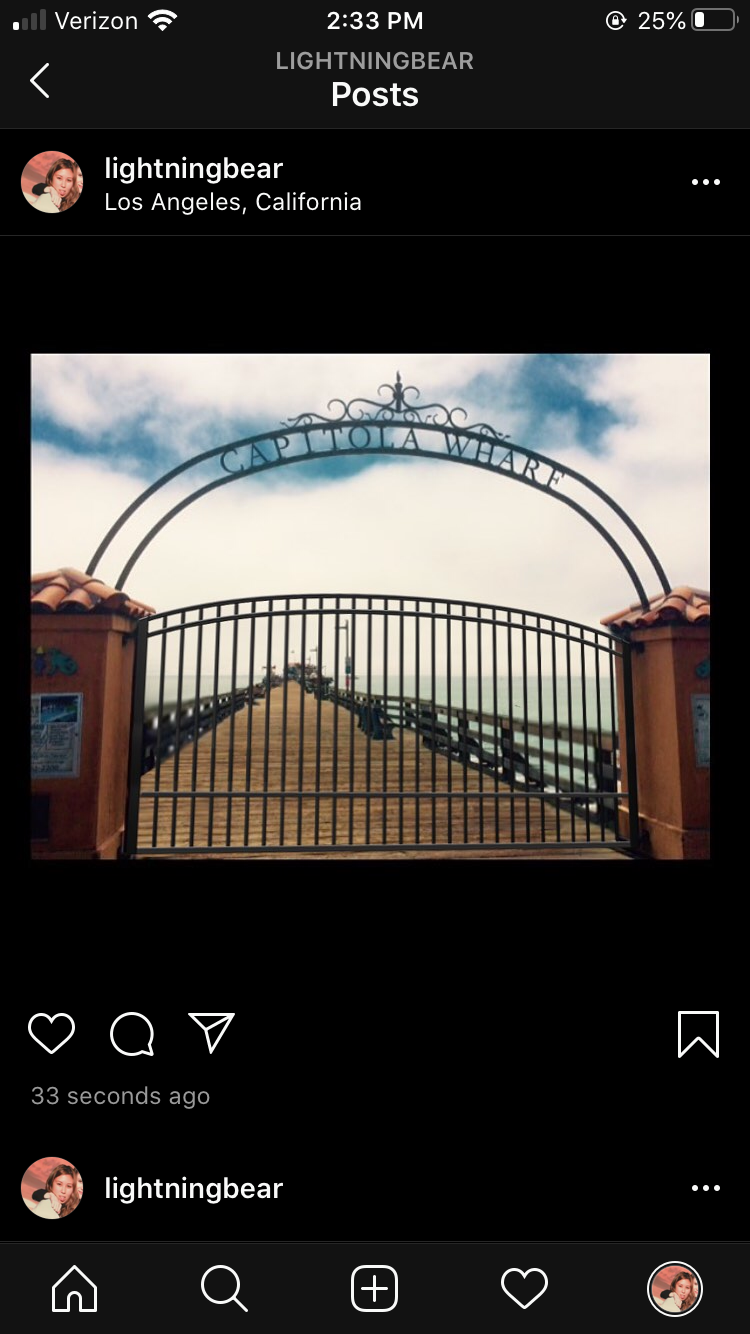 Verizon 2:33 PM 25%
LIGHTNINGBEAR
Posts
lightningbear
Los Angeles, California
CAPITOLA WHARF
33 seconds ago
lightningbear